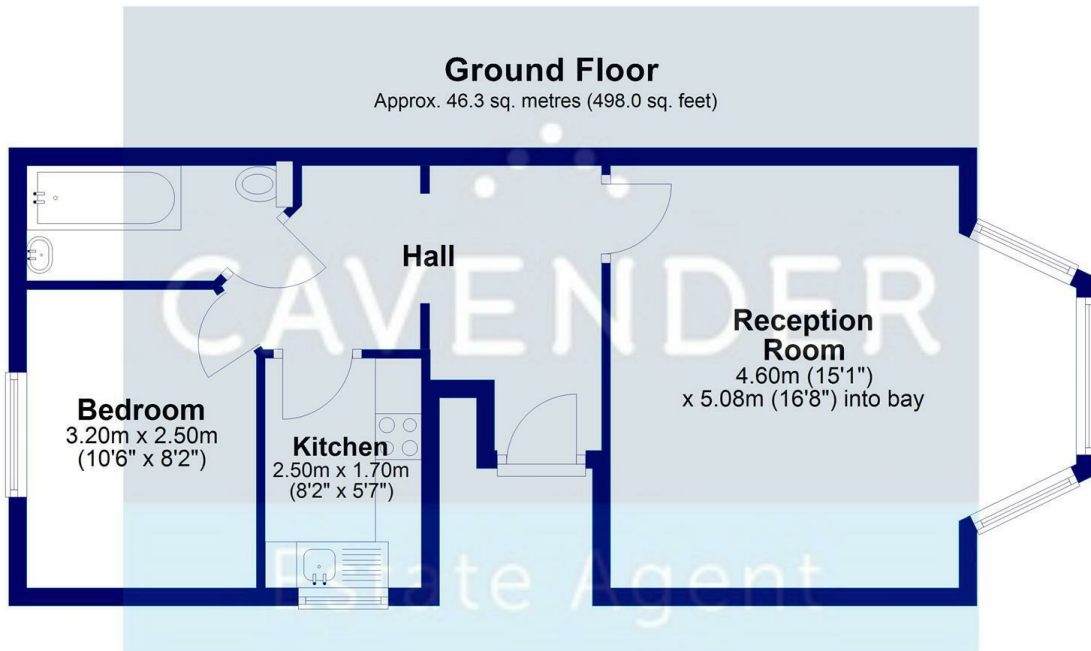 Ground Floor
Approx. 46.3 sq. metres (498.0 sq. feet)
Hall
CAVENDER
Reception
Room
4.60m (15'1")
x 5.08m (16'8") into bay
Bedroom
3.20m x 2.50m
(10'6" x 8'2")
Kitchen
2.50m x 1.70m
(8'2" x 5'7")
Estate Agent